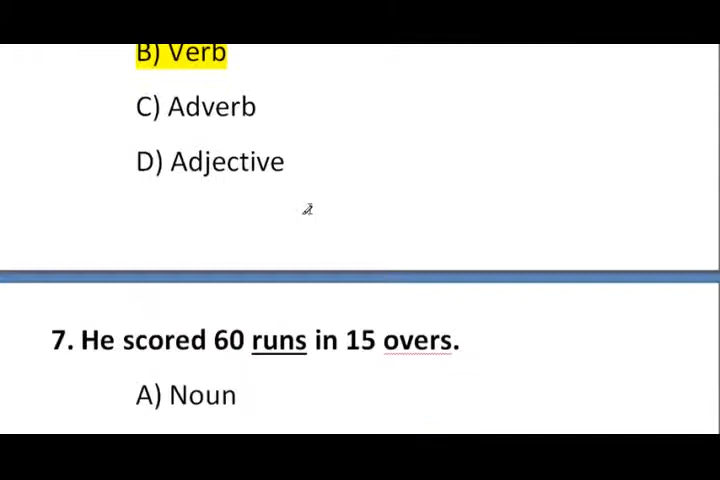 B) Verb
C) Adverb
D) Adjective
7. He scored 60 runs in 15 overs.
A) Noun